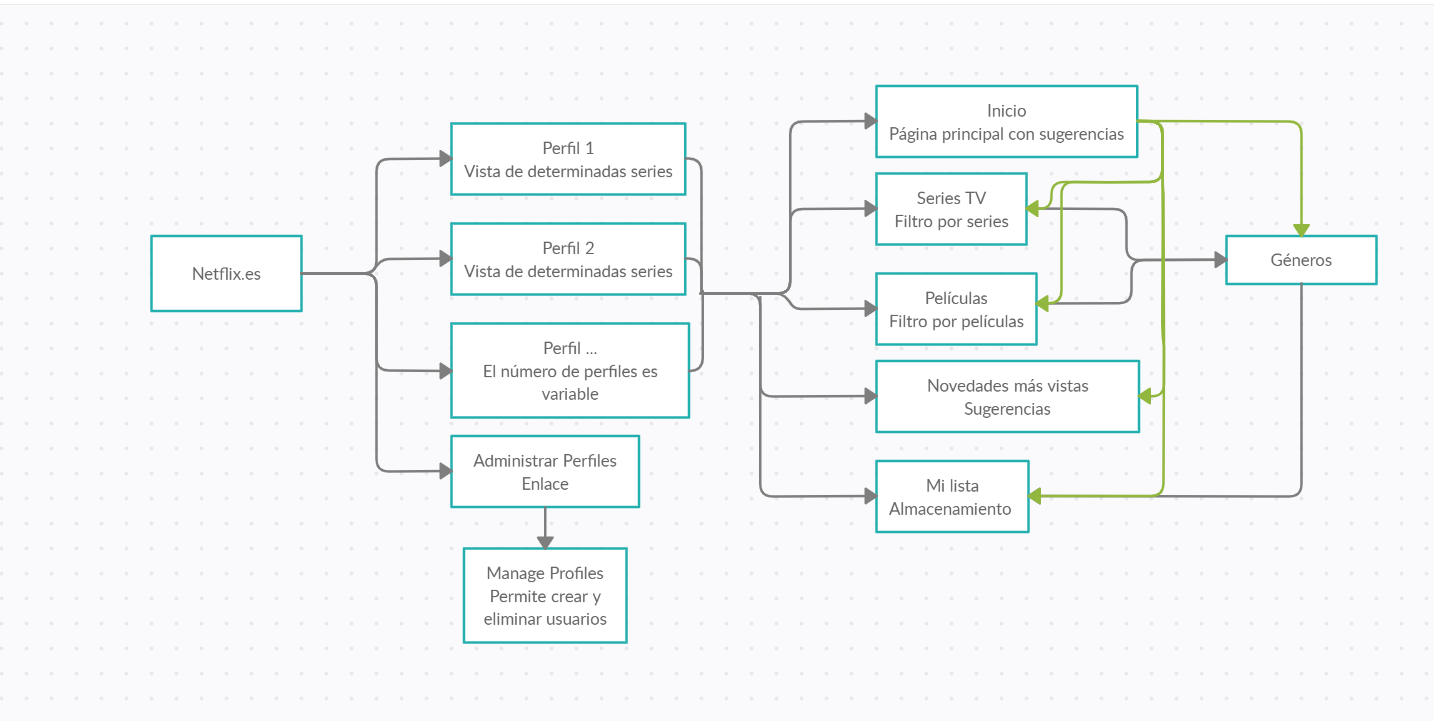 Netflix.es
Perfil 1
Vista de determinadas series
Perfil 2
Vista de determinadas series
Perfil ...
El número de perfiles es
variable
Administrar Perfiles
Enlace
Manage Profiles
Permite crear y
eliminar usuarios
Inicio
Página principal con sugerencias
Series TV
Filtro por series
Películas
Filtro por películas
Novedades más vistas
Sugerencias
Mi lista
Almacenamiento
Géneros